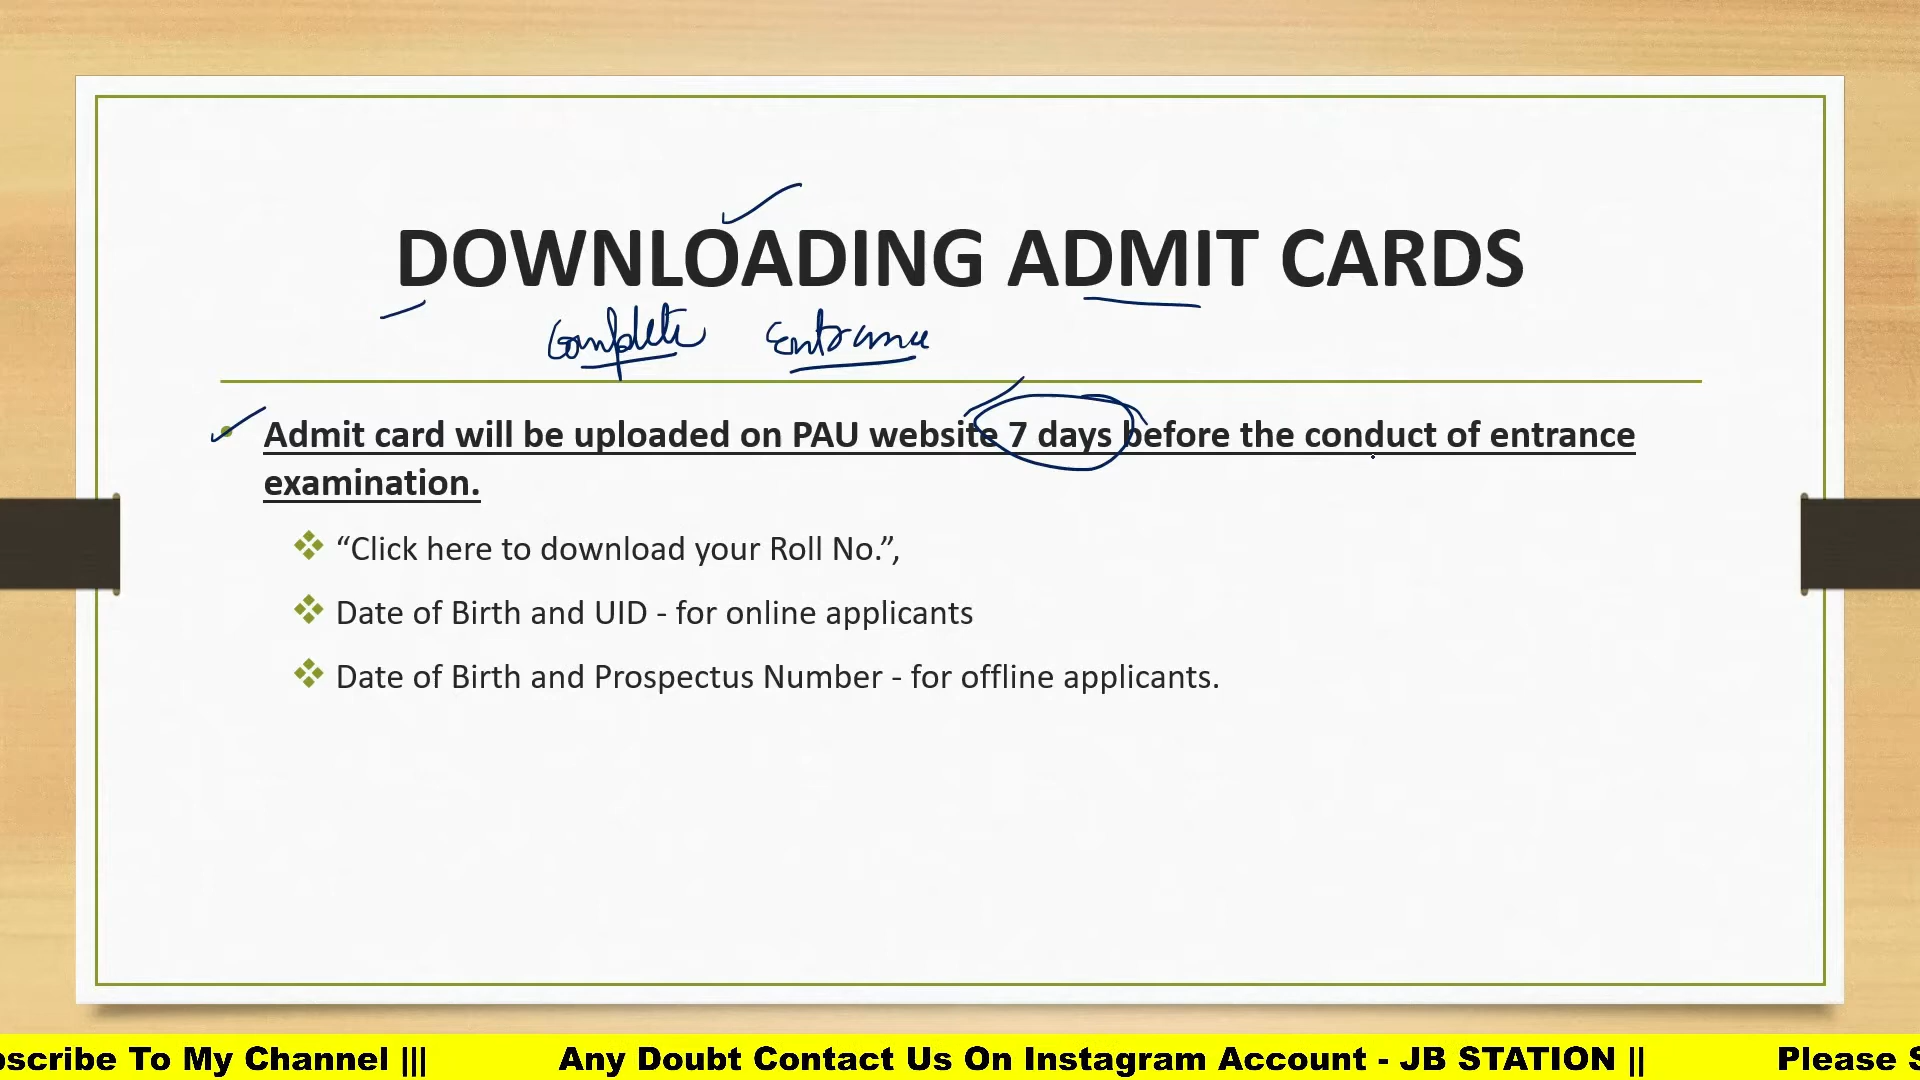 DOWNLOADING ADMIT CARDS
Complete Entrance
Admit card will be uploaded on PAU website 7 days before the conduct of entrance
examination.
“Click here to download your Roll No.”,
Date of Birth and UID - for online applicants
Date of Birth and Prospectus Number - for offline applicants.
bscribe To My Channel ||| Any Doubt Contact Us On Instagram Account - JB STATION || Please S